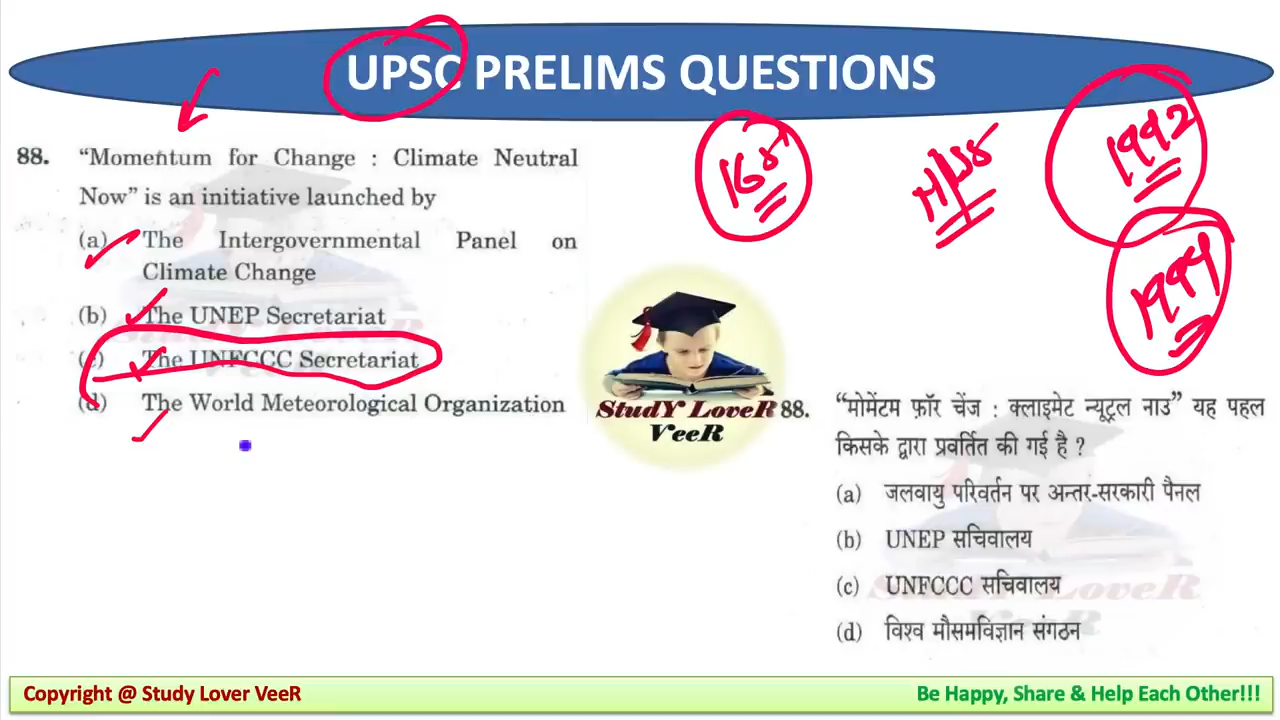 UPSC PRELIMS QUESTIONS
88. "Momentum for Change : Climate Neutral
Now" is an initiative launched by
(a) The Intergovernmental Panel on
Climate Change
(b) The UNEP Secretariat
(c) The UNFCCC Secretariat
(d) The World Meteorological Organization
1992
1994
StudY LoveR
VeeR
88. "मोमेंटम फ़ॉर चेंज : क्लाइमेट न्यूट्रल नाउ" यह पहल
किसके द्वारा प्रवर्तित की गई है ?
(a) जलवायु परिवर्तन पर अन्तर-सरकारी पैनल
(b) UNEP सचिवालय
(c) UNFCCC सचिवालय
(d) विश्व मौसमविज्ञान संगठन
Copyright @ Study Lover VeeR
Be Happy, Share & Help Each Other!!!